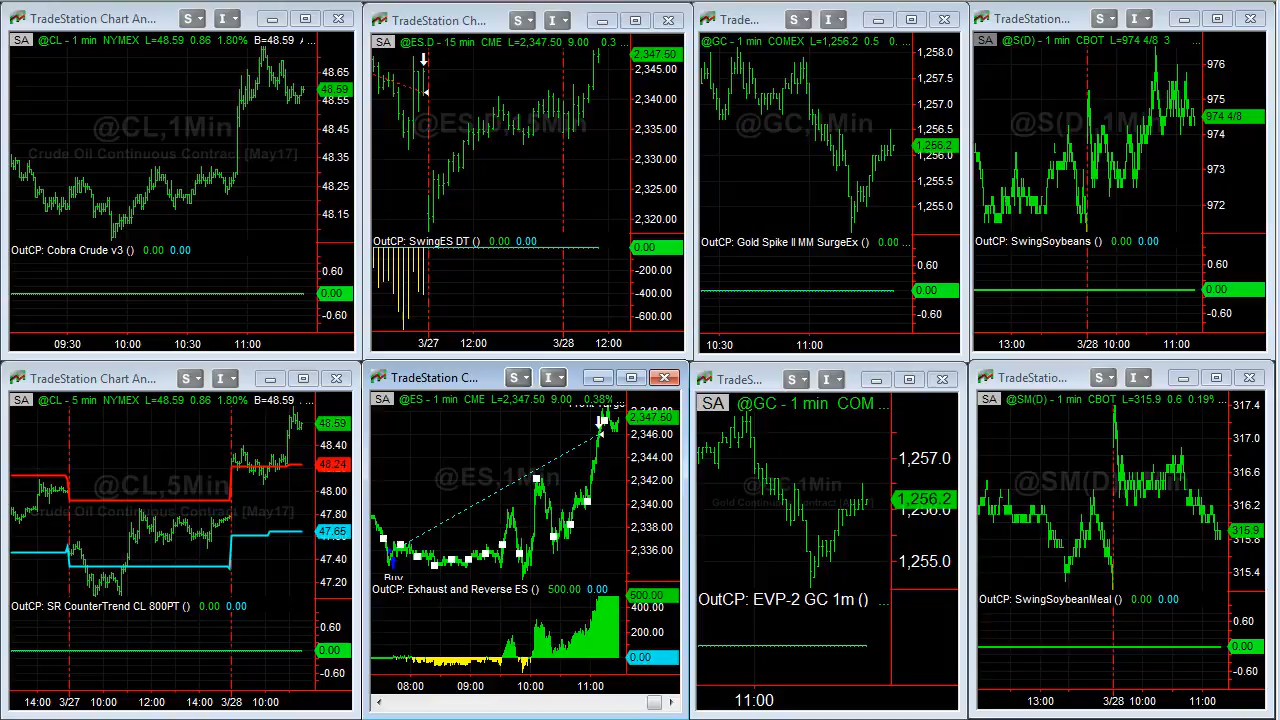 TradeStation Chart An...
S
I
SA
@CL - 1 min NYMEX L=48.59 0.86 1.80% B=48.59 A ...
@CL,1Min
Crude Oil Continuous Contract [May17]
48.65
48.59
48.55
48.45
48.35
48.25
48.15
OutCP: Cobra Crude v3 () 0.00 0.00
0.60
0.00
-0.60
09:30 10:00 10:30 11:00
TradeStation Ch...
S
I
SA
@ES.D - 15 min CME L=2,347.50 9.00 0.3 ...
2,347.50
2,345.00
2,340.00
2,335.00
2,330.00
2,325.00
2,320.00
OutCP: SwingES DT () 0.00 0.00
0.00
-200.00
-400.00
-600.00
3/27 12:00 3/28 12:00
Trade...
S
I
SA
@GC - 1 min COMEX L=1,256.2 0.5 0. ...
@GC,1Min
1,258.0
1,257.5
1,257.0
1,256.5
1,256.2
1,256.0
1,255.5
1,255.0
OutCP: Gold Spike II MM SurgeEx () 0.00 ...
0.60
0.00
-0.60
10:30 11:00
TradeStation...
S
I
SA
@S(D) - 1 min CBOT L=974 4/8 3 ...
976
975
974 4/8
974
973
972
OutCP: SwingSoybeans () 0.00 0.00
0.60
0.00
-0.60
13:00 3/28 11:00
TradeStation Chart An...
S
I
SA
@CL - 5 min NYMEX L=48.59 0.86 1.80% B=48.59 ...
@CL,5Min
Crude Oil Continuous Contract [May17]
48.59
48.40
48.24
48.00
47.80
47.65
47.40
47.20
OutCP: SR CounterTrend CL 800PT () 0.00 0.00
0.60
0.00
-0.60
14:00 3/27 10:00 12:00 14:00 3/28 10:00
TradeStation C...
S
I
SA
@ES - 1 min CME L=2,347.50 9.00 0.38% ...
@ES,1Min
2,347.50
2,346.00
2,344.00
2,342.00
2,340.00
2,338.00
2,336.00
Buy
OutCP: Exhaust and Reverse ES () 500.00 0.00
500.00
400.00
200.00
0.00
08:00 09:00 10:00 11:00
TradeS...
S
I
SA
@GC - 1 min COM ...
@GC,1Min
1,257.0
1,256.2
1,256.0
1,255.0
OutCP: EVP-2 GC 1m () ...
11:00
TradeStation...
S
I
SA
@SM(D) - 1 min CBOT L=315.9 0.6 0.19% ...
317.4
317.0
316.6
316.2
315.9
315.8
315.4
OutCP: SwingSoybeanMeal () 0.00 0.00
0.60
0.00
-0.60
13:00 3/28 10:00 11:00